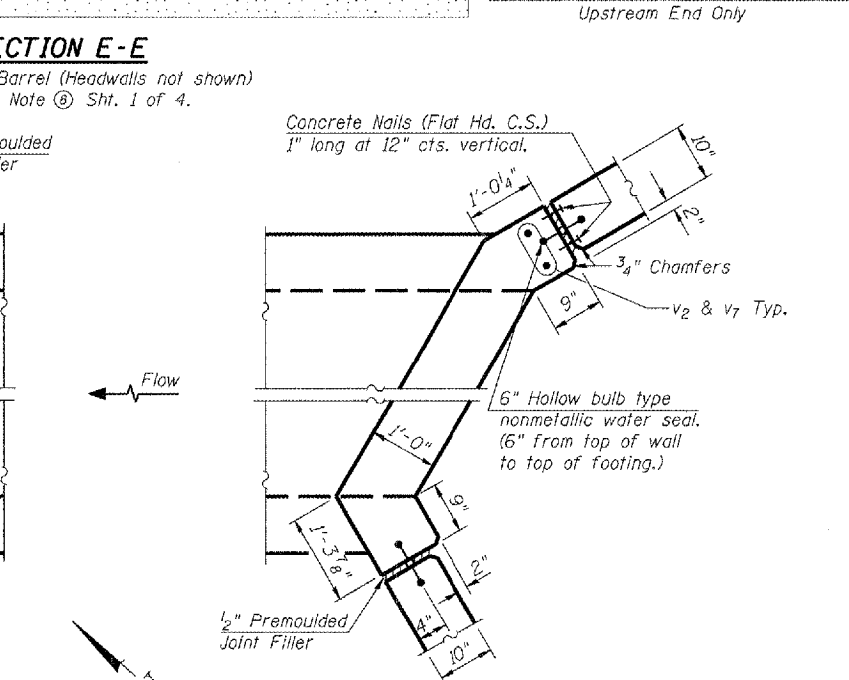 Upstream End Only
ECTION E-E
Barrel (Headwalls not shown)
Note ⑧ Sht. 1 of 4.
oulded
er
Concrete Nails (Flat Hd. C.S.)
1" long at 12" cts. vertical.
10"
1'-0¼"
2"
¾" Chamfers
9"
v2 & v7 Typ.
Flow
6" Hollow bulb type
nonmetallic water seal.
(6" from top of wall
to top of footing.)
1'-0"
9"
1'-3⅞"
2"
½" Premoulded
Joint Filler
4"
10"